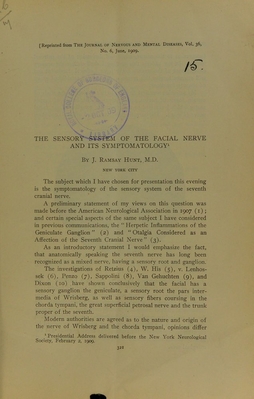 [Reprinted from THE JOURNAL OF NERVOUS AND MENTAL DISEASES, Vol. 36,
No. 6, June, 1909.
15.
THE SENSORY SYSTEM OF THE FACIAL NERVE
AND ITS SYMPTOMATOLOGY¹
BY J. RAMSAY HUNT, M.D.
NEW YORK CITY
The subject which I have chosen for presentation this evening
is the symptomatology of the sensory system of the seventh
cranial nerve.
A preliminary statement of my views on this question was
made before the American Neurological Association in 1907 (1);
and certain special aspects of the same subject I have considered
in previous communications, the "Herpetic Inflammations of the
Geniculate Ganglion" (2) and "Otalgia Considered as an
Affection of the Seventh Cranial Nerve" (3).
As an introductory statement I would emphasize the fact,
that anatomically speaking the seventh nerve has long been
recognized as a mixed nerve, having a sensory root and ganglion.
The investigations of Retzius (4), W. His (5), v. Lenhos-
sek (6), Penzo (7), Sappolini (8), Van Gehuchten (9), and
Dixon (10) have shown conclusively that the facial has a
sensory ganglion the geniculate, a sensory root the pars inter-
media of Wrisberg, as well as sensory fibers coursing in the
chorda tympani, the great superficial petrosal nerve and the trunk
proper of the seventh.
Modern authorities are agreed as to the nature and origin of
the nerve of Wrisberg and the chorda tympani, opinions differ
¹ Presidential Address delivered before the New York Neurological
Society, February 2, 1909.
321